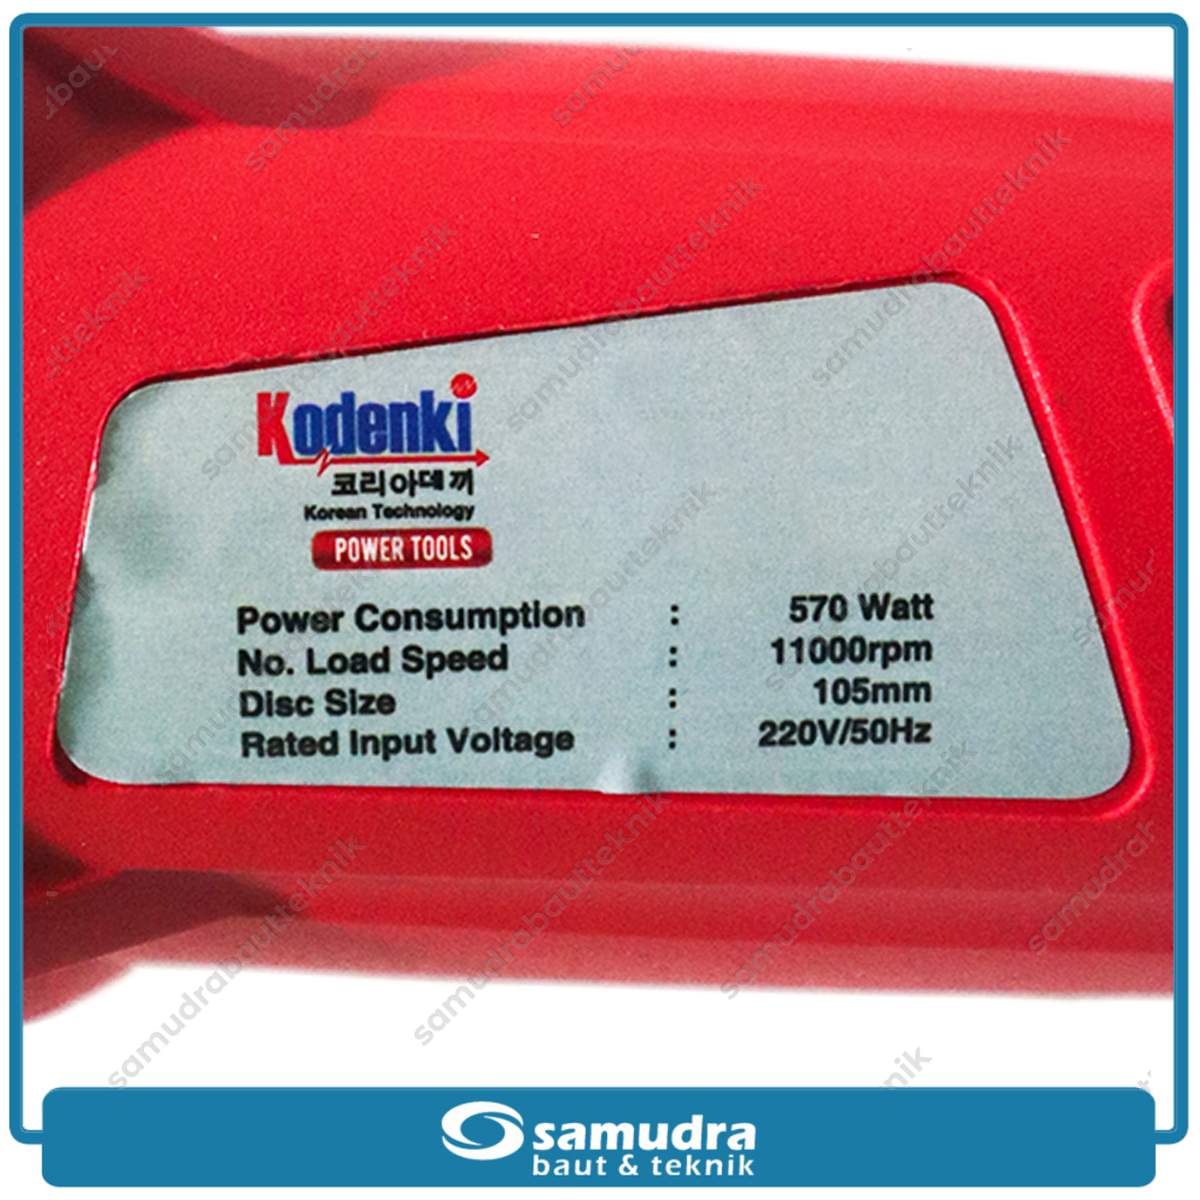 Kodenki
코리아데끼
Korean Technology
POWER TOOLS
Power Consumption : 570 Watt
No. Load Speed : 11000rpm
Disc Size : 105mm
Rated Input Voltage : 220V/50Hz
samudrabautteknik
samudra
baut & teknik